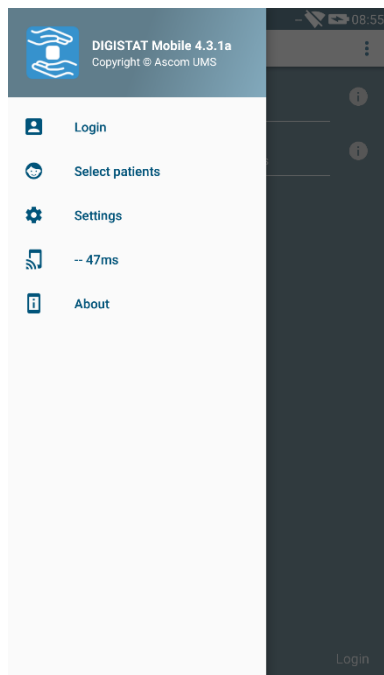 08:55
DIGISTAT Mobile 4.3.1a
Copyright © Ascom UMS
Login
Select patients
Settings
-- 47ms
About
Login